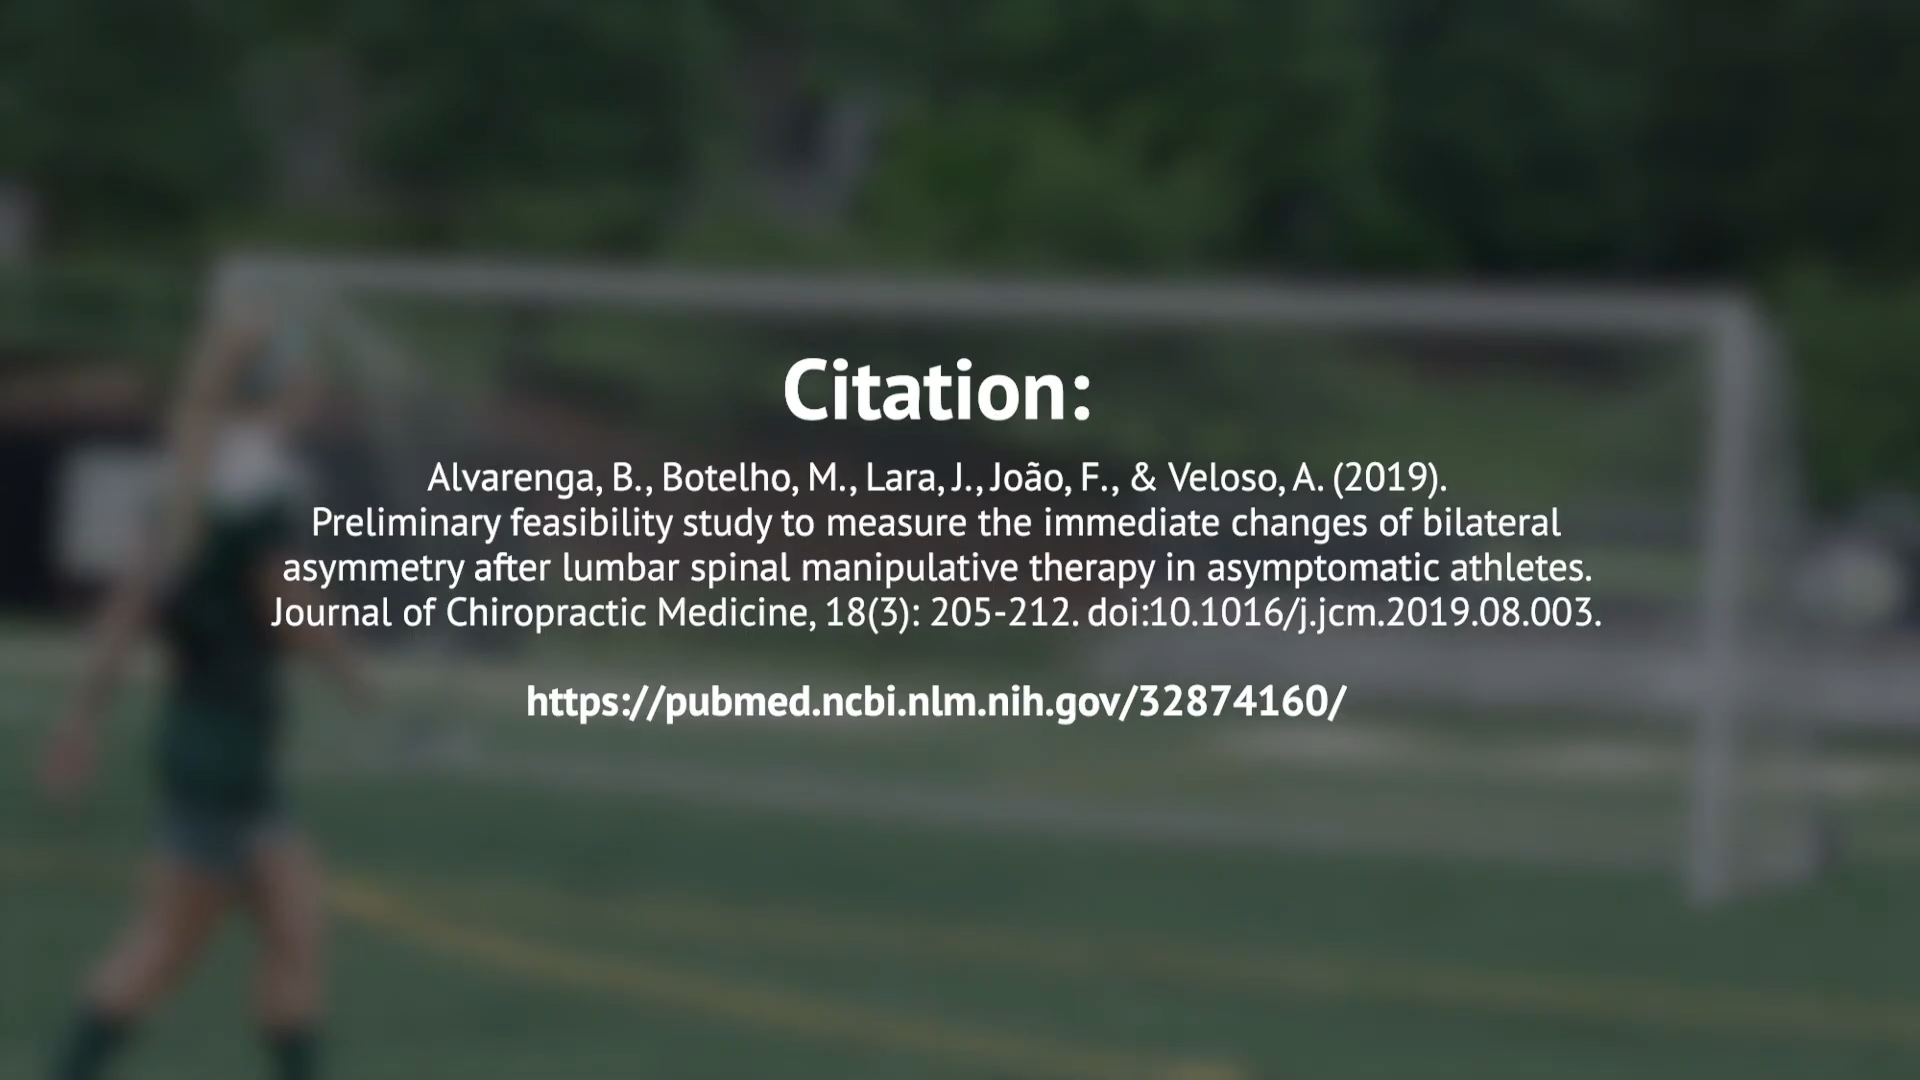 Citation:
Alvarenga, B., Botelho, M., Lara, J., João, F., & Veloso, A. (2019).
Preliminary feasibility study to measure the immediate changes of bilateral
asymmetry after lumbar spinal manipulative therapy in asymptomatic athletes.
Journal of Chiropractic Medicine, 18(3): 205-212. doi:10.1016/j.jcm.2019.08.003.
https://pubmed.ncbi.nlm.nih.gov/32874160/